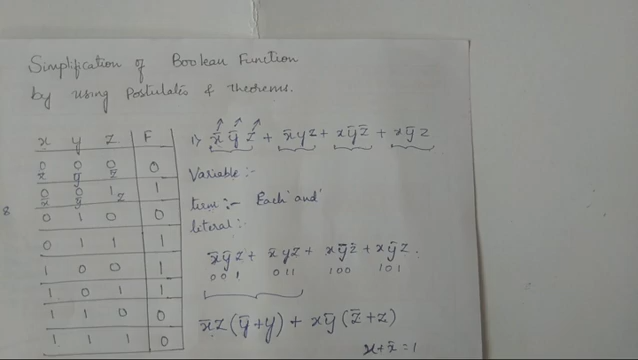 Simplification of Boolean Function
by using Postulates & theorems.
x y z F
0 0 0 0
x̄ ȳ z̄
0 0 1 1
x̄ ȳ z
0 1 0 0
0 1 1 1
1 0 0 1
1 0 1 1
1 1 0 0
1 1 1 0
8
1) x̄ ȳ z + x̄yz + xȳz̄ + xȳz
Variable :-
term :- Each 'and'
literal :-
x̄ȳz + x̄yz + xȳz̄ + xȳz.
001 011 100 101
x̄z(ȳ+y) + xȳ(z̄+z)
x+x̄=1